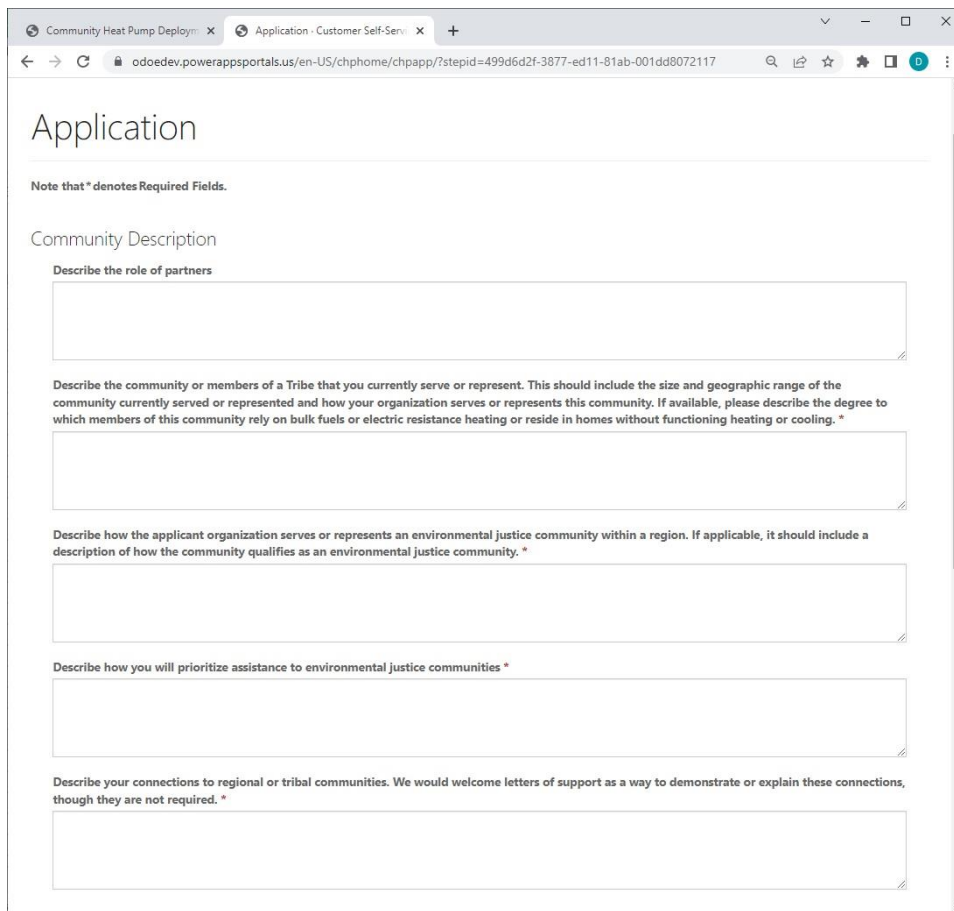 Community Heat Pump Deploym
Application · Customer Self-Servi
odoedev.powerappsportals.us/en-US/chphome/chpapp/?stepid=499d6d2f-3877-ed11-81ab-001dd8072117
D
Application
Note that * denotes Required Fields.
Community Description
Describe the role of partners
Describe the community or members of a Tribe that you currently serve or represent. This should include the size and geographic range of the
community currently served or represented and how your organization serves or represents this community. If available, please describe the degree to
which members of this community rely on bulk fuels or electric resistance heating or reside in homes without functioning heating or cooling. *
Describe how the applicant organization serves or represents an environmental justice community within a region. If applicable, it should include a
description of how the community qualifies as an environmental justice community. *
Describe how you will prioritize assistance to environmental justice communities *
Describe your connections to regional or tribal communities. We would welcome letters of support as a way to demonstrate or explain these connections,
though they are not required. *